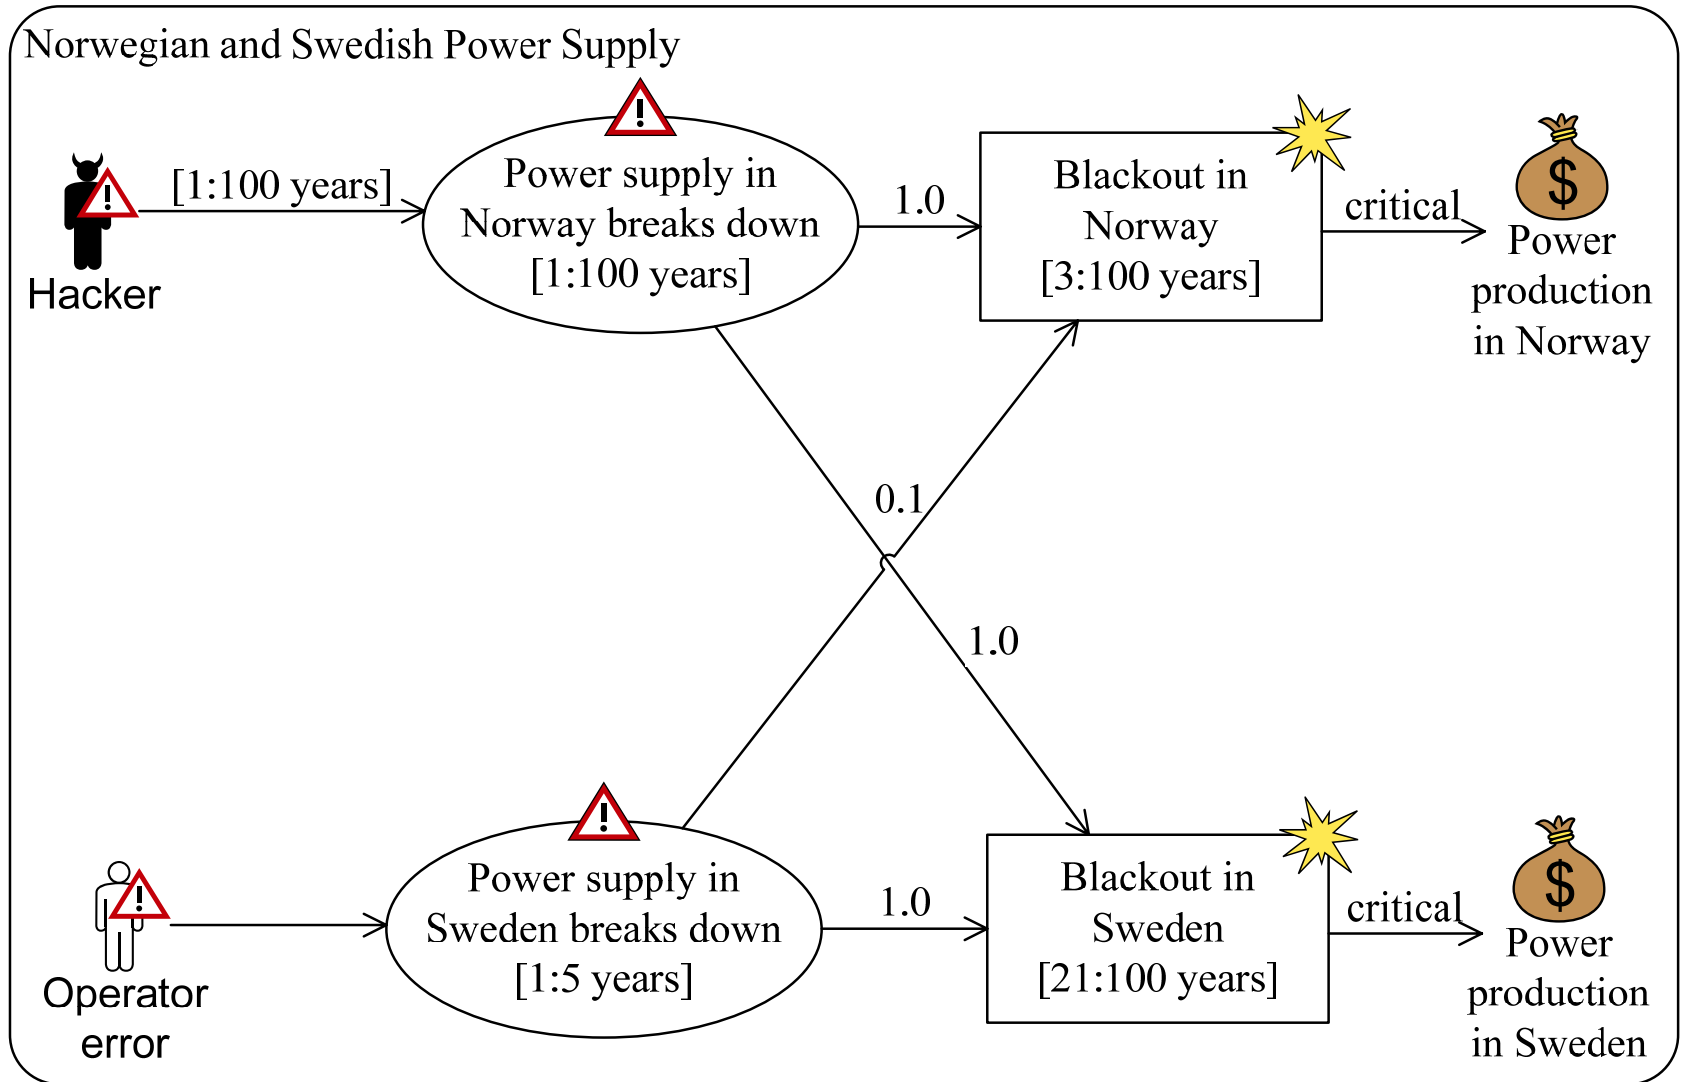 Norwegian and Swedish Power Supply
Hacker
[1:100 years]
Power supply in
Norway breaks down
[1:100 years]
1.0
Blackout in
Norway
[3:100 years]
critical
$
Power
production
in Norway
0.1
1.0
Operator
error
Power supply in
Sweden breaks down
[1:5 years]
1.0
Blackout in
Sweden
[21:100 years]
critical
$
Power
production
in Sweden